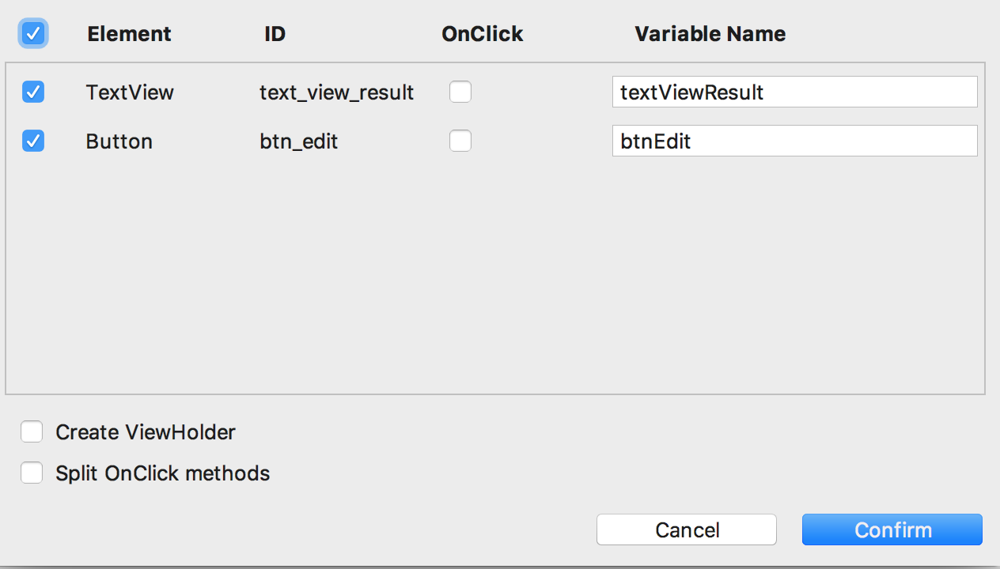 Element ID OnClick Variable Name
TextView text_view_result textViewResult
Button btn_edit btnEdit
Create ViewHolder
Split OnClick methods
Cancel Confirm